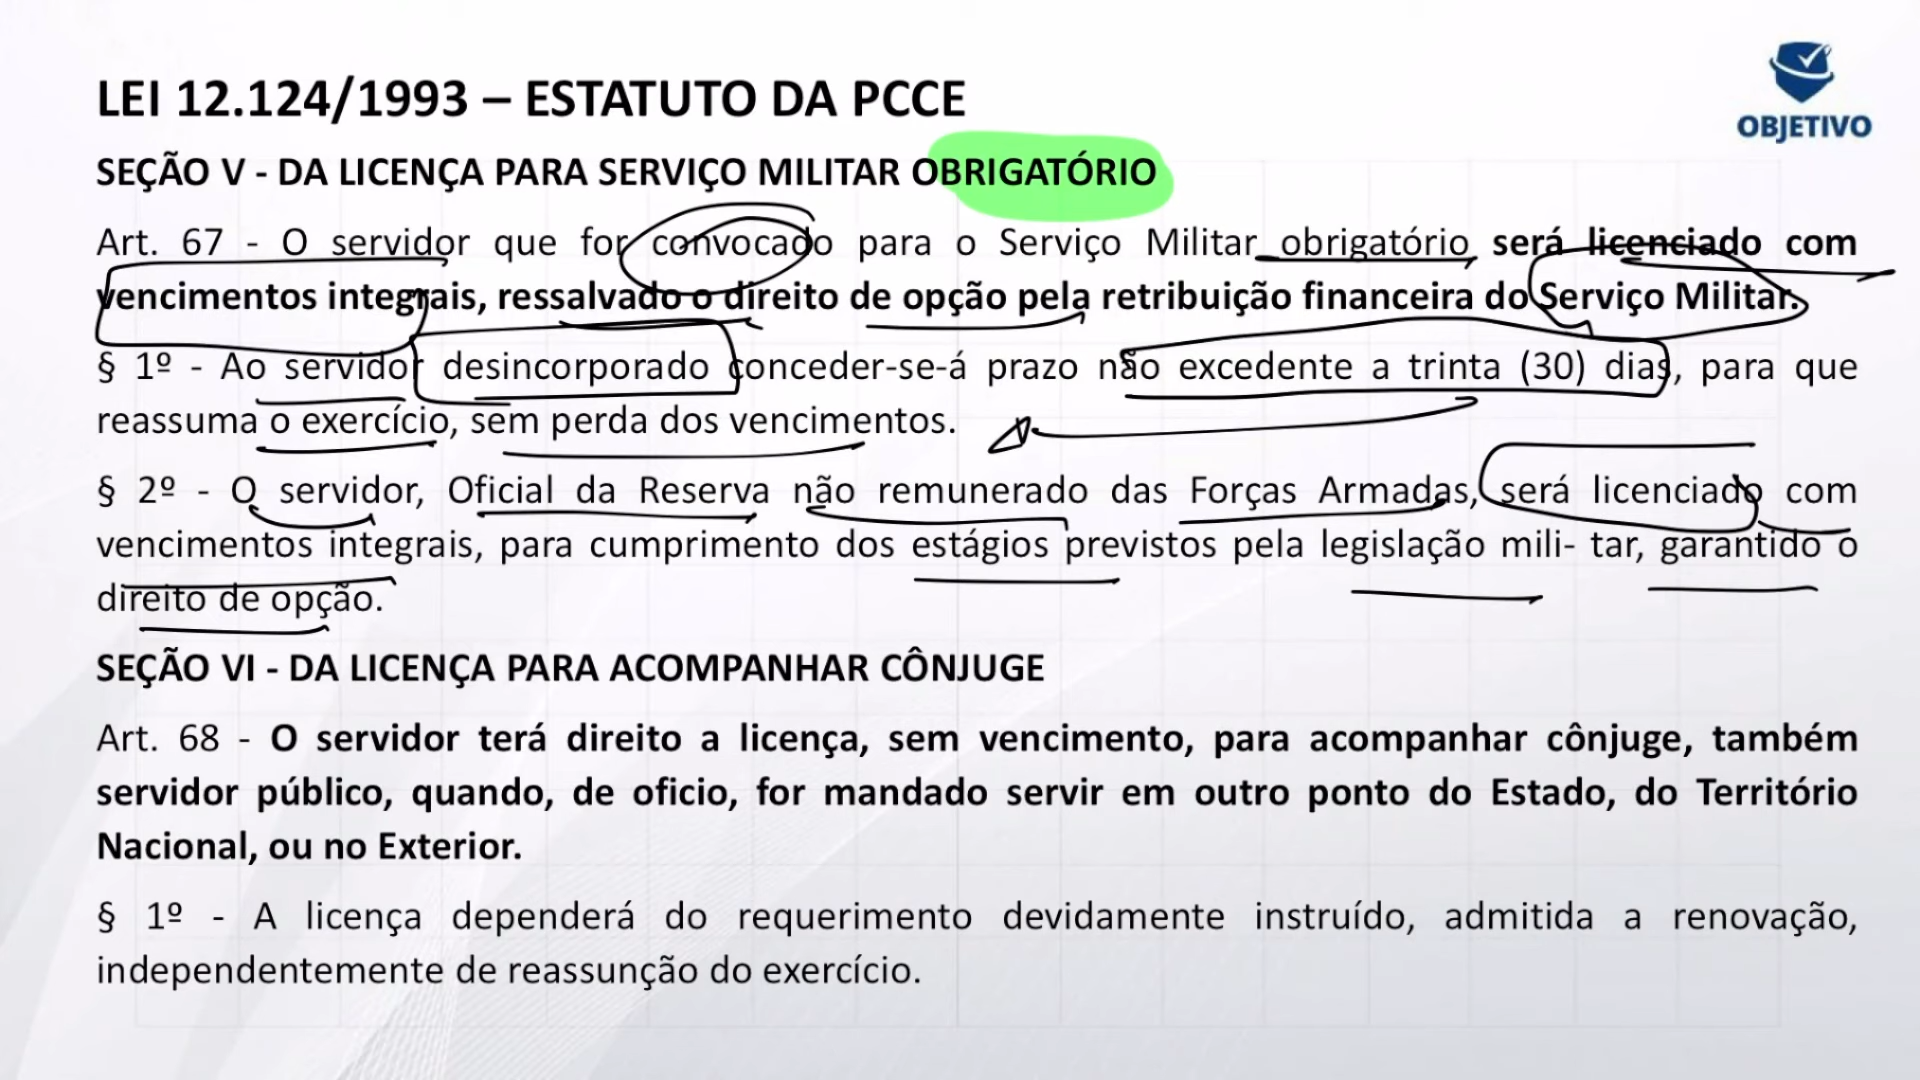 LEI 12.124/1993 – ESTATUTO DA PCCE
OBJETIVO
SEÇÃO V - DA LICENÇA PARA SERVIÇO MILITAR OBRIGATÓRIO
Art. 67 - O servidor que for convocado para o Serviço Militar obrigatório, será licenciado com
vencimentos integrais, ressalvado o direito de opção pela retribuição financeira do Serviço Militar.
§ 1º - Ao servidor desincorporado conceder-se-á prazo não excedente a trinta (30) dias, para que
reassuma o exercício, sem perda dos vencimentos.
§ 2º - O servidor, Oficial da Reserva não remunerado das Forças Armadas, será licenciado com
vencimentos integrais, para cumprimento dos estágios previstos pela legislação mili- tar, garantido o
direito de opção.
SEÇÃO VI - DA LICENÇA PARA ACOMPANHAR CÔNJUGE
Art. 68 - O servidor terá direito a licença, sem vencimento, para acompanhar cônjuge, também
servidor público, quando, de oficio, for mandado servir em outro ponto do Estado, do Território
Nacional, ou no Exterior.
§ 1º - A licença dependerá do requerimento devidamente instruído, admitida a renovação,
independentemente de reassunção do exercício.